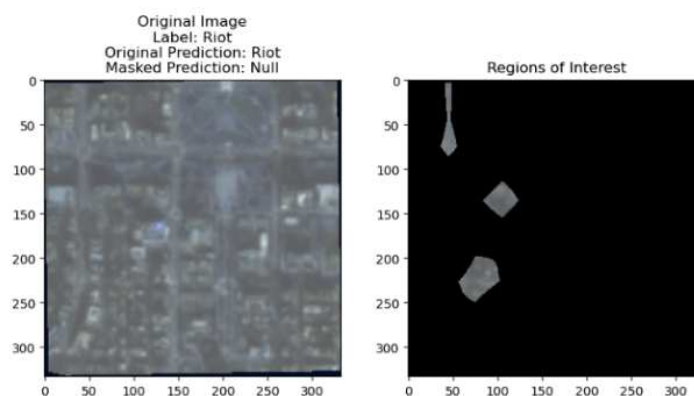 Original Image
Label: Riot
Original Prediction: Riot
Masked Prediction: Null
Regions of Interest
0
50
100
150
200
250
300
0 50 100 150 200 250 300
0
50
100
150
200
250
300
0 50 100 150 200 250 300